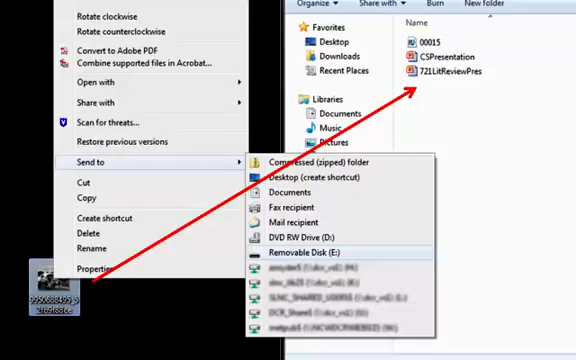 Rotate clockwise
Rotate counterclockwise
Convert to Adobe PDF
Combine supported files in Acrobat...
Open with
Share with
Scan for threats...
Restore previous versions
Send to
Cut
Copy
Create shortcut
Delete
Rename
Properties
Compressed (zipped) folder
Desktop (create shortcut)
Documents
Fax recipient
Mail recipient
DVD RW Drive (D:)
Removable Disk (E:)
Organize
Share with
Burn
New folder
Favorites
Desktop
Downloads
Recent Places
Libraries
Documents
Music
Name
00015
CSPresentation
721LitReviewPres